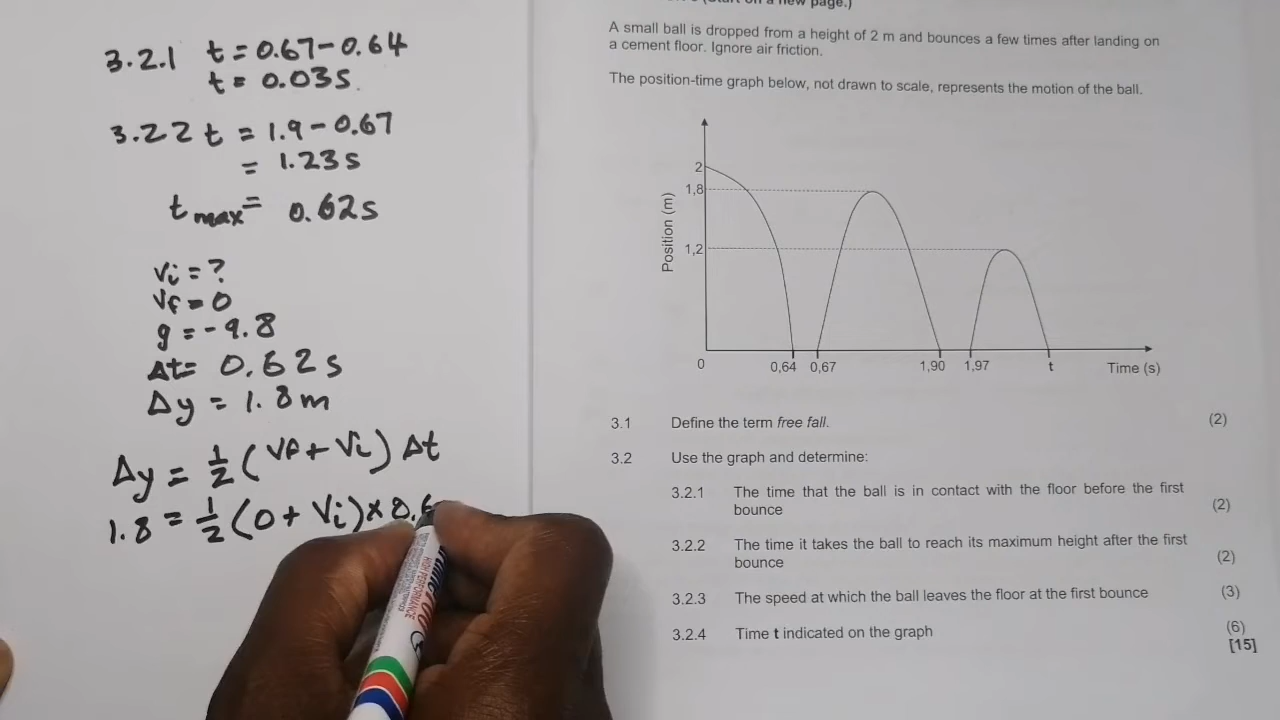 3.2.1 t = 0.67-0.64
t = 0.03s.
3.2.2 t = 1.9-0.67
= 1.23s
t max = 0.62s
Vi = ?
Vf = 0
g = -9.8
Δt = 0.62s
Δy = 1.8m
Δy = 1/2 (Vf + Vi) Δt
1.8 = 1/2 (0 + Vi) × 0.6
page.)
A small ball is dropped from a height of 2 m and bounces a few times after landing on
a cement floor. Ignore air friction.
The position-time graph below, not drawn to scale, represents the motion of the ball.
Position (m)
2
1,8
1,2
0
0,64
0,67
1,90
1,97
t
Time (s)
3.1 Define the term free fall. (2)
3.2 Use the graph and determine:
3.2.1 The time that the ball is in contact with the floor before the first
bounce (2)
3.2.2 The time it takes the ball to reach its maximum height after the first
bounce (2)
3.2.3 The speed at which the ball leaves the floor at the first bounce (3)
3.2.4 Time t indicated on the graph (6)
[15]
HIGH PERFORMANCE